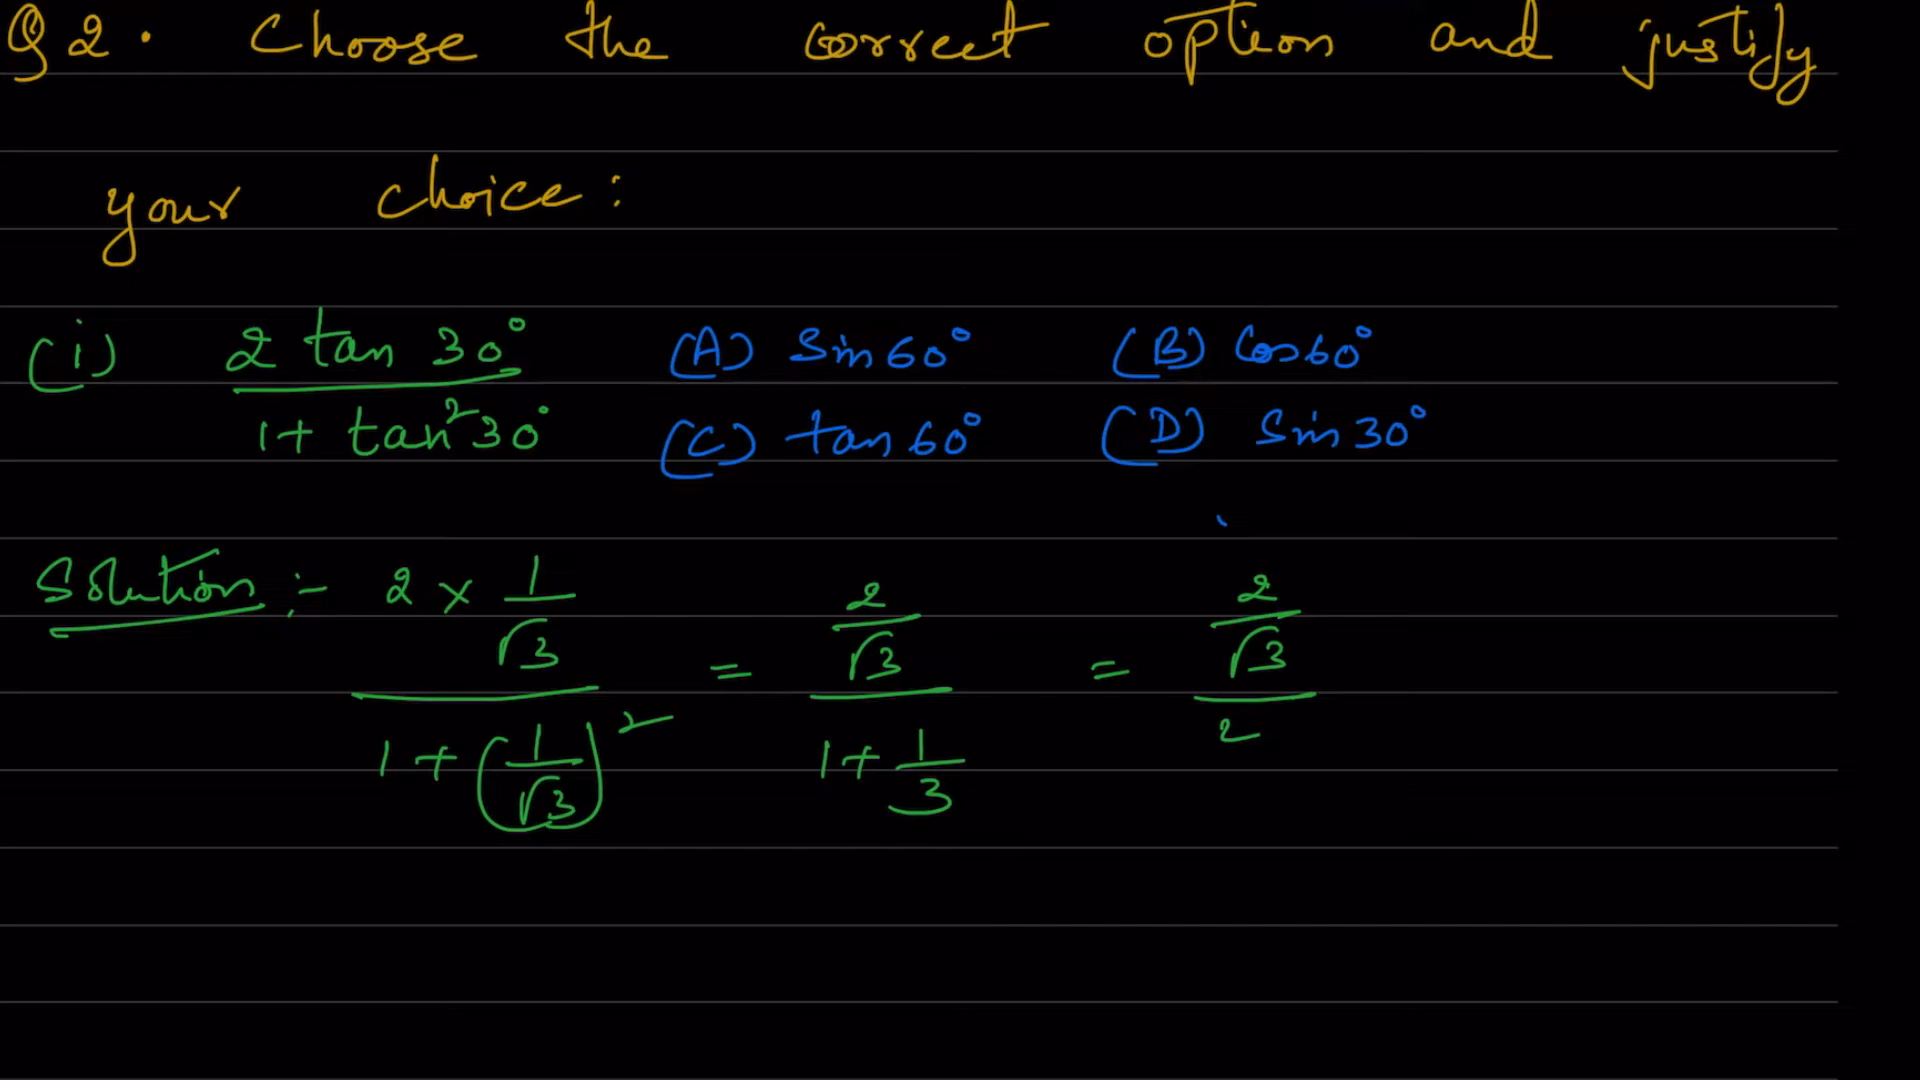 Q 2. Choose the correct option and justify
your choice:
(i) 2 tan 30° / 1 + tan²30° (A) Sin 60° (B) Cos 60°
(C) tan 60° (D) Sin 30°
Solution :- 2 × 1/√3 / 1 + (1/√3)² = 2/√3 / 1 + 1/3 = 2/√3 / 2